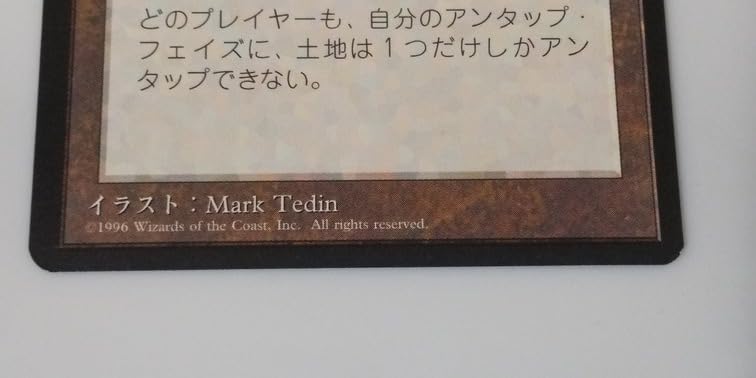 どのプレイヤーも、自分のアンタップ・
フェイズに、土地は1つだけしかアン
タップできない。
イラスト：Mark Tedin
©1996 Wizards of the Coast, Inc. All rights reserved.